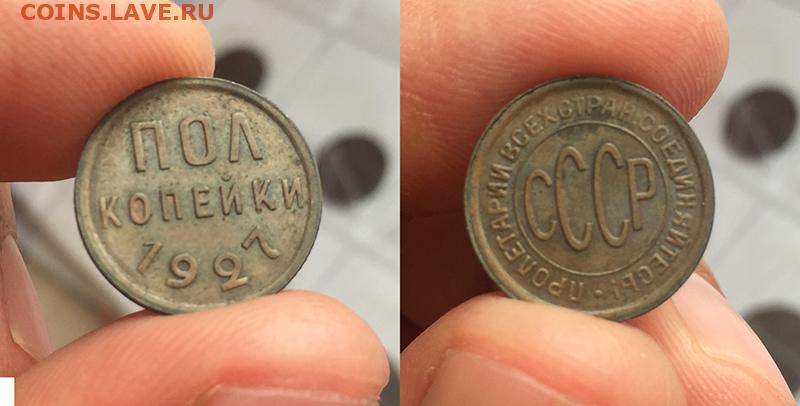 COINS.LAVE.RU
ПОЛ
КОПЕЙКИ
1927
ПРОЛЕТАРИИ ВСЕХ СТРАН, СОЕДИНЯЙТЕСЬ!
СССР